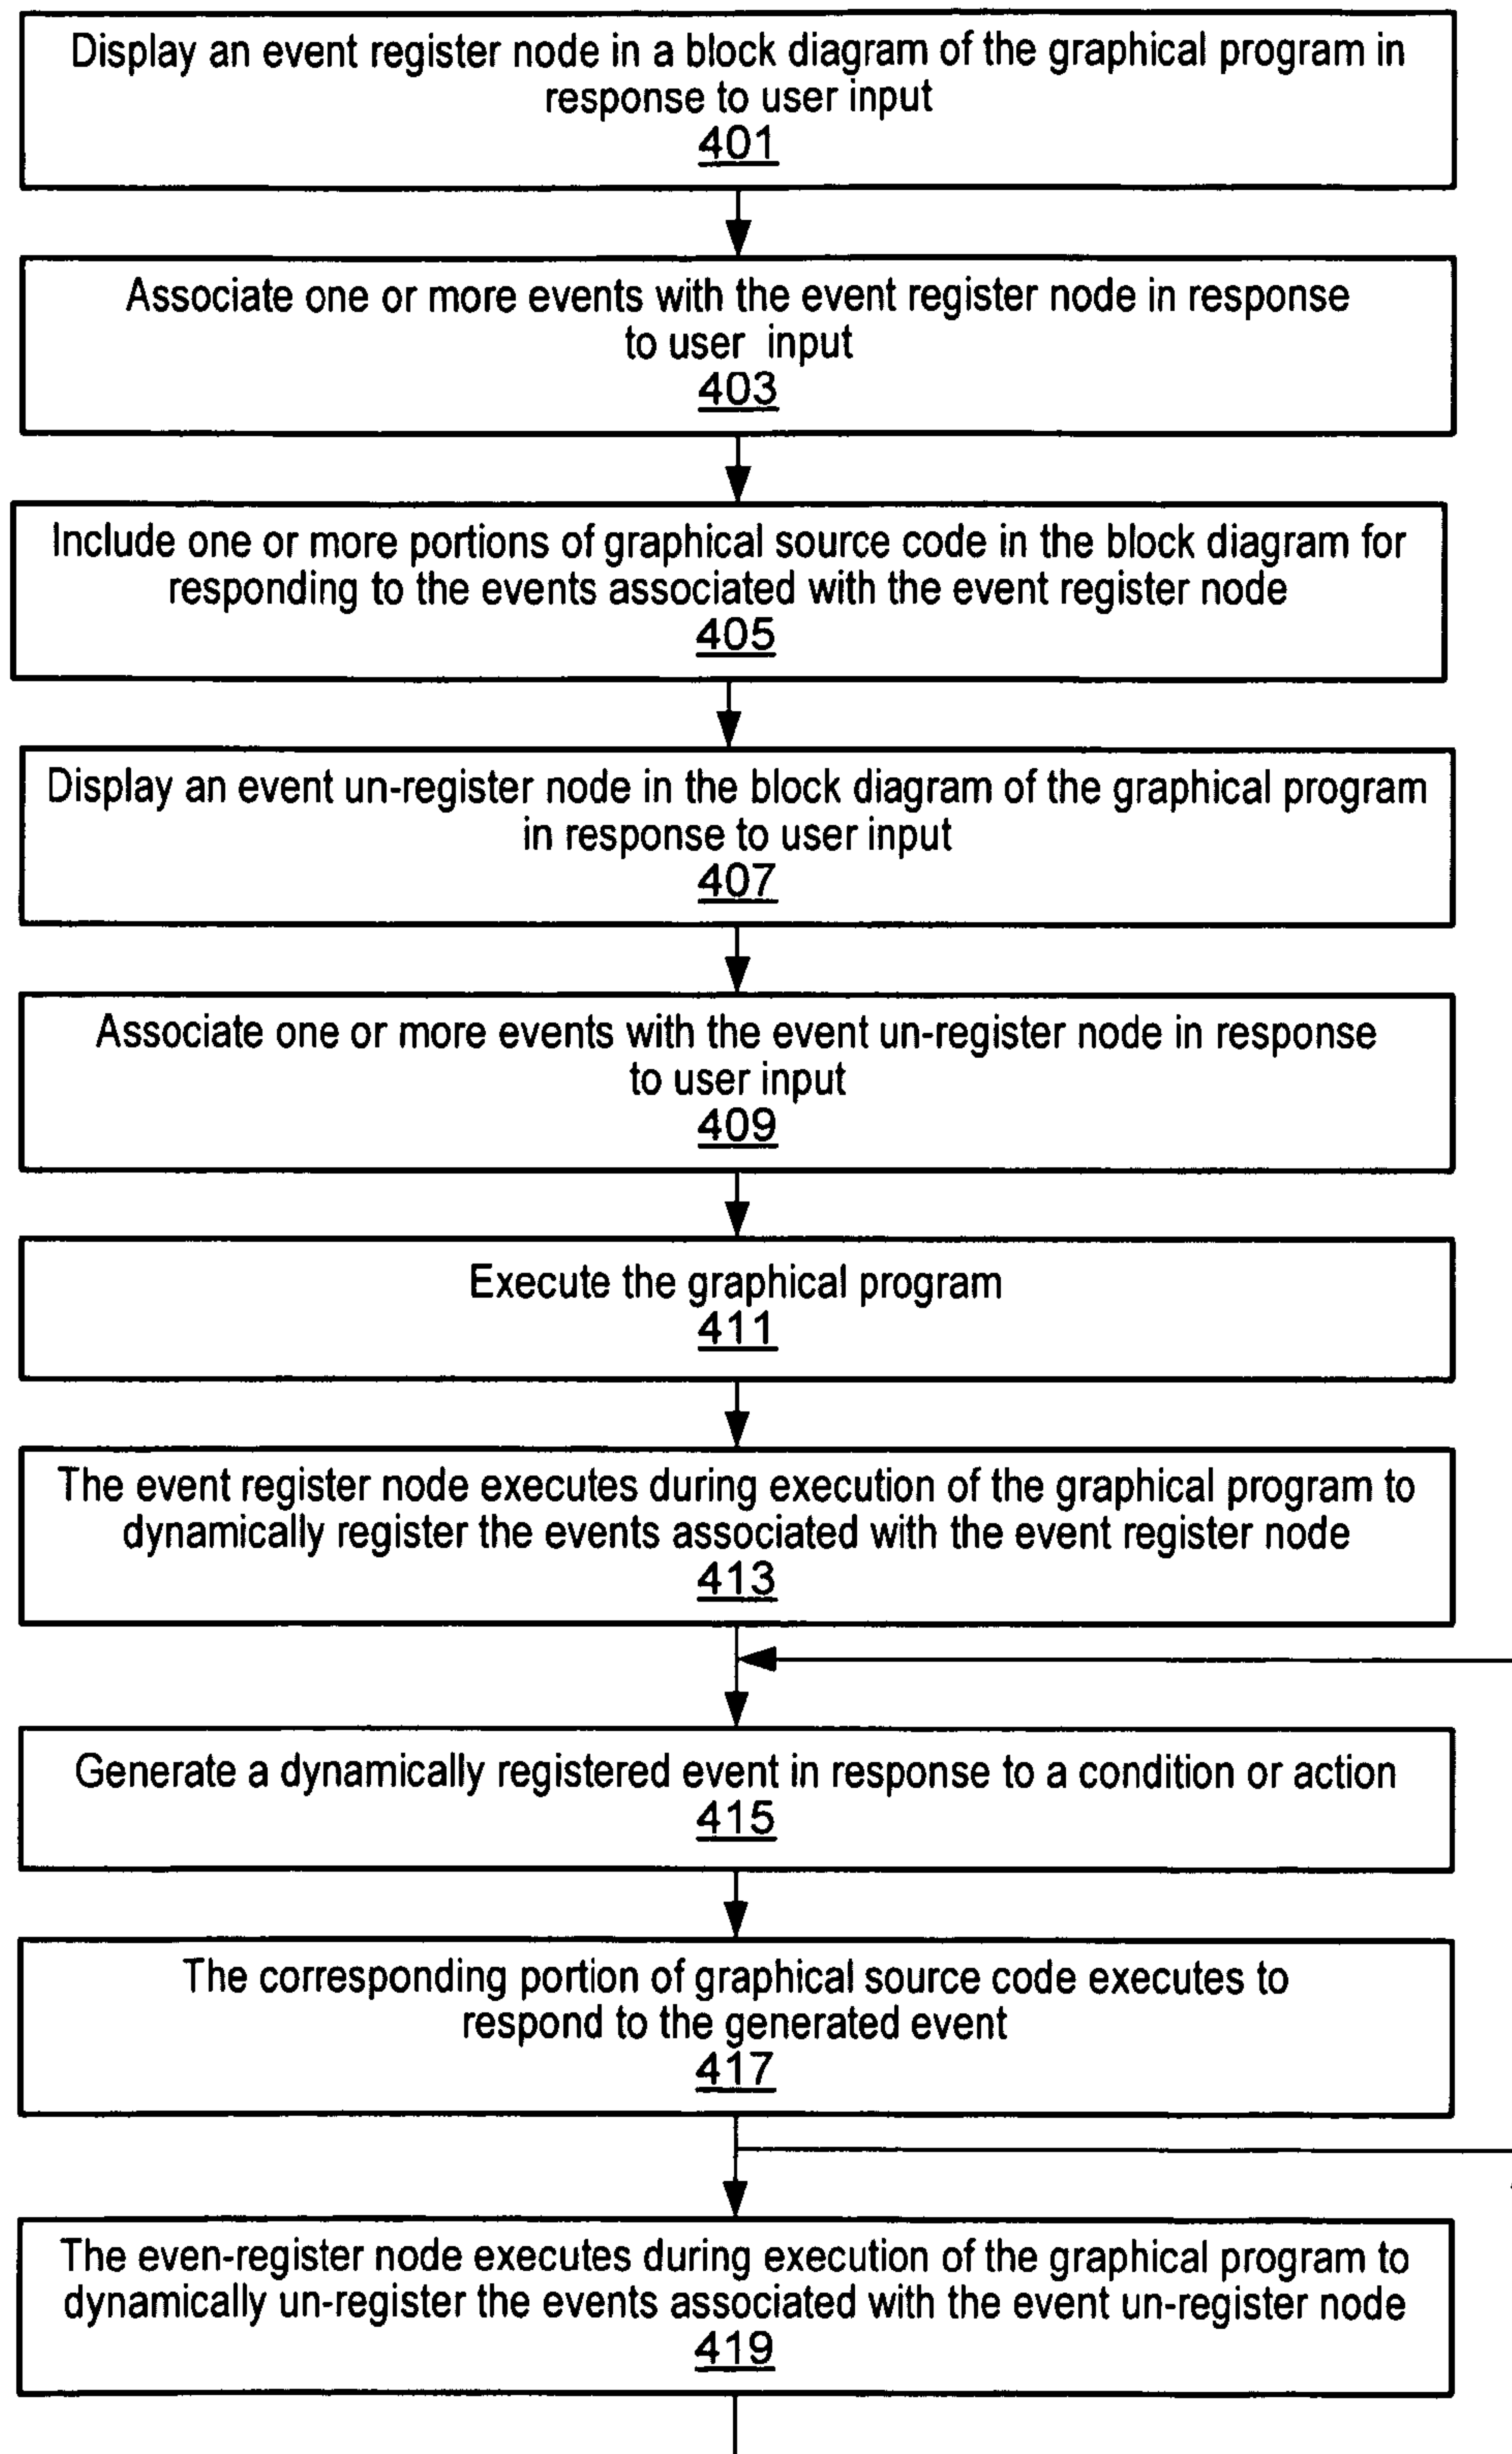 Display an event register node in a block diagram of the graphical program in
response to user input
401
Associate one or more events with the event register node in response
to user input
403
Include one or more portions of graphical source code in the block diagram for
responding to the events associated with the event register node
405
Display an event un-register node in the block diagram of the graphical program
in response to user input
407
Associate one or more events with the event un-register node in response
to user input
409
Execute the graphical program
411
The event register node executes during execution of the graphical program to
dynamically register the events associated with the event register node
413
Generate a dynamically registered event in response to a condition or action
415
The corresponding portion of graphical source code executes to
respond to the generated event
417
The even-register node executes during execution of the graphical program to
dynamically un-register the events associated with the event un-register node
419